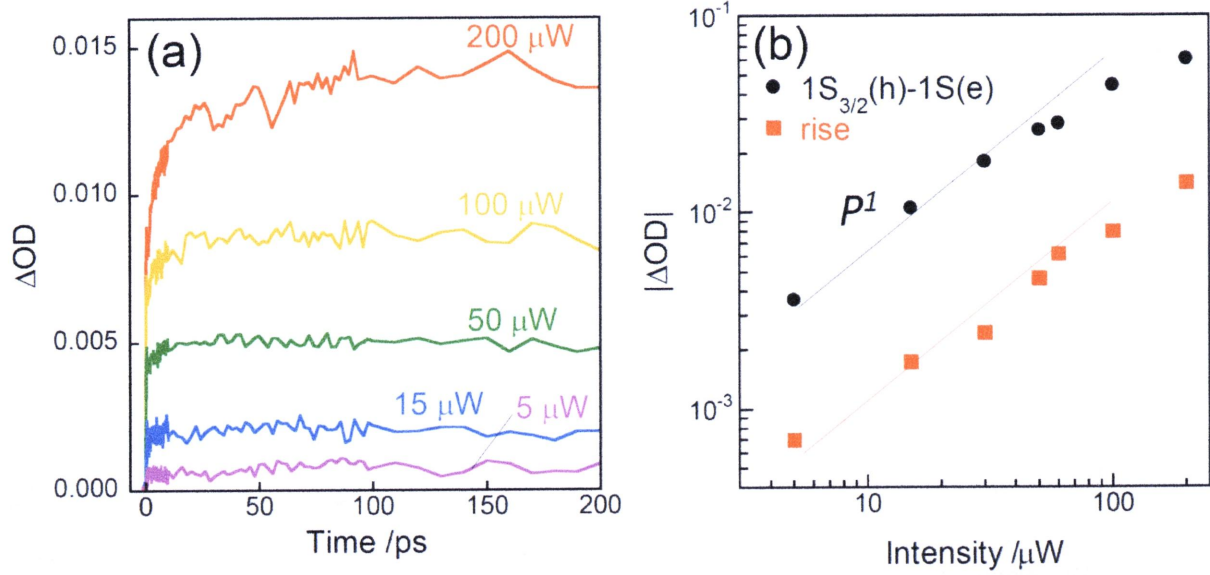 (a)
200 μW
100 μW
50 μW
15 μW
5 μW
0.015
0.010
0.005
0.000
ΔOD
0
50
100
150
200
Time /ps
(b)
1S3/2(h)-1S(e)
rise
P1
10-1
10-2
10-3
|ΔOD|
10
100
Intensity /μW